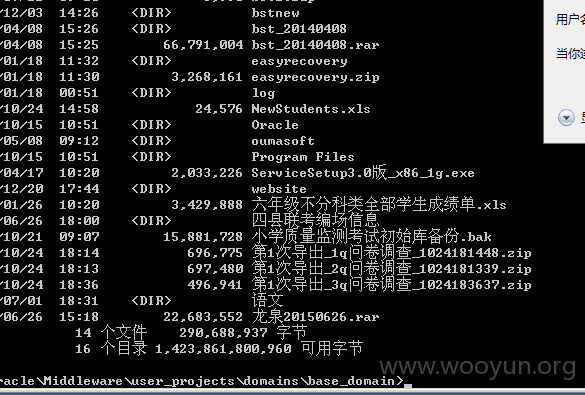 /12/03 14:26 <DIR> bstnew
/04/08 15:26 <DIR> bst_20140408
/04/08 15:25 66,791,004 bst_20140408.rar
/01/18 11:32 <DIR> easyrecovery
/01/18 11:30 3,268,161 easyrecovery.zip
/01/18 00:51 <DIR> log
/10/24 14:58 24,576 NewStudents.xls
/10/15 10:51 <DIR> Oracle
/05/08 09:12 <DIR> oumasoft
/10/15 10:51 <DIR> Program Files
/04/17 10:20 2,033,226 ServiceSetup3.0版_x86_1g.exe
/12/20 17:44 <DIR> website
/01/26 10:20 3,429,888 六年级不分科类全部学生成绩单.xls
/06/26 18:00 <DIR> 四县联考编场信息
/10/21 09:07 15,881,728 小学质量监测考试初始库备份.bak
/10/24 18:14 696,775 第1次导出_1q问卷调查_1024181448.zip
/10/24 18:13 697,480 第1次导出_2q问卷调查_1024181339.zip
/10/24 18:36 496,941 第1次导出_3q问卷调查_1024183637.zip
/07/01 18:31 <DIR> 语文
/06/26 15:18 22,683,552 龙泉20150626.rar
14 个文件 290,688,937 字节
16 个目录 1,423,861,800,960 可用字节
racle\Middleware\user_projects\domains\base_domain>
用户名
当你
www.wooyun.org